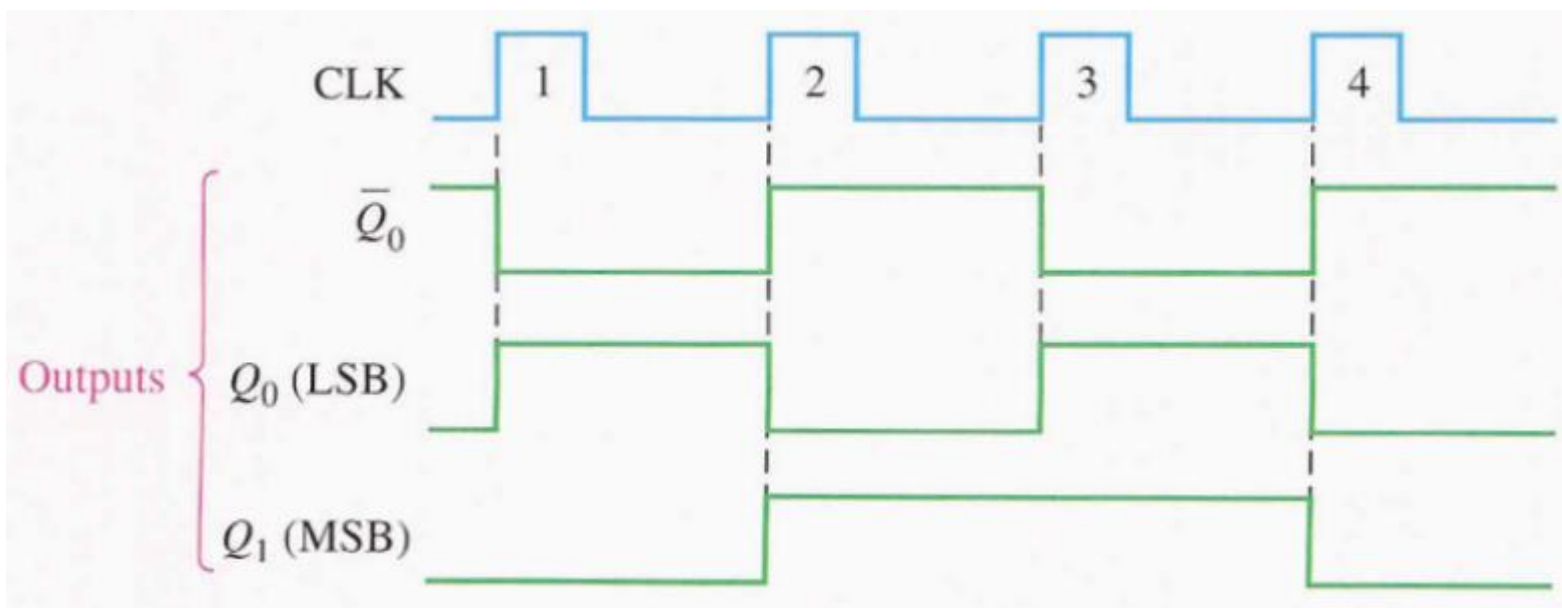 CLK
1
2
3
4
Q̅₀
Outputs
Q₀ (LSB)
Q₁ (MSB)